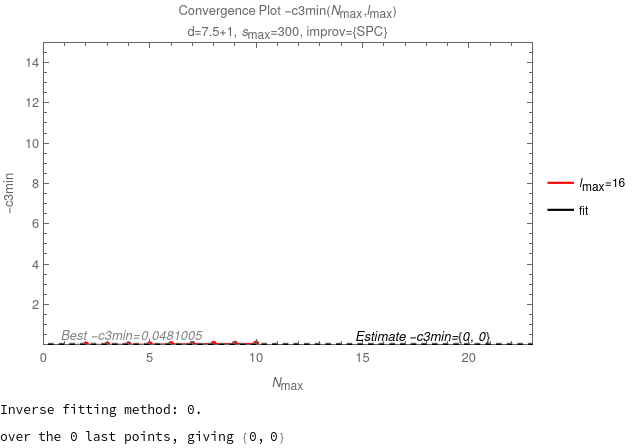 Convergence Plot -c3min(Nmax,lmax)
d=7.5+1, smax=300, improv={SPC}
-c3min
14
12
10
8
6
4
2
Best -c3min=0.0481005
Estimate -c3min={0, 0}
0
5
10
15
20
Nmax
lmax=16
fit
Inverse fitting method: 0.
over the 0 last points, giving {0, 0}